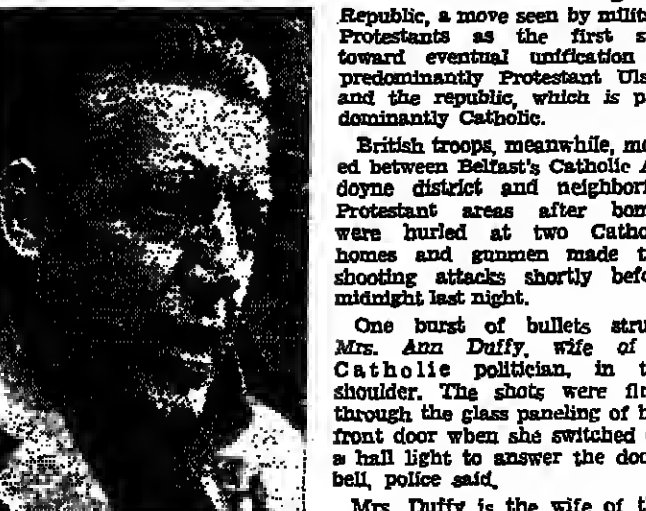 Republic, a move seen by milit
Protestants as the first s
toward eventual unification
predominantly Protestant Uls
and the republic, which is p
dominantly Catholic.
British troops, meanwhile, mo
ed between Belfast's Catholic A
doyne district and neighbori
Protestant areas after bom
were hurled at two Catho
homes and gunmen made t
shooting attacks shortly befo
midnight last night.
One burst of bullets stru
Mrs. Ann Duffy, wife of
Catholic politician, in t
shoulder. The shots were fir
through the glass paneling of h
front door when she switched
a hall light to answer the doo
bell, police said.
Mrs. Duffy is the wife of th